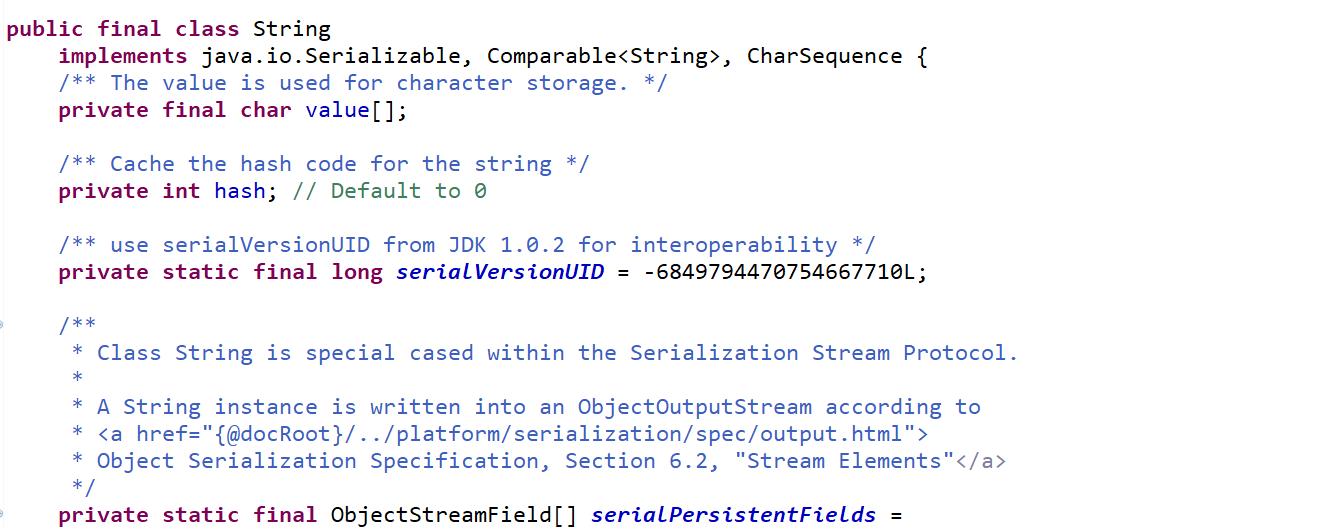 public final class String
    implements java.io.Serializable, Comparable<String>, CharSequence {
    /** The value is used for character storage. */
    private final char value[];

    /** Cache the hash code for the string */
    private int hash; // Default to 0

    /** use serialVersionUID from JDK 1.0.2 for interoperability */
    private static final long serialVersionUID = -6849794470754667710L;

    /**
     * Class String is special cased within the Serialization Stream Protocol.
     *
     * A String instance is written into an ObjectOutputStream according to
     * <a href="{@docRoot}/../platform/serialization/spec/output.html">
     * Object Serialization Specification, Section 6.2, "Stream Elements"</a>
     */
    private static final ObjectStreamField[] serialPersistentFields =